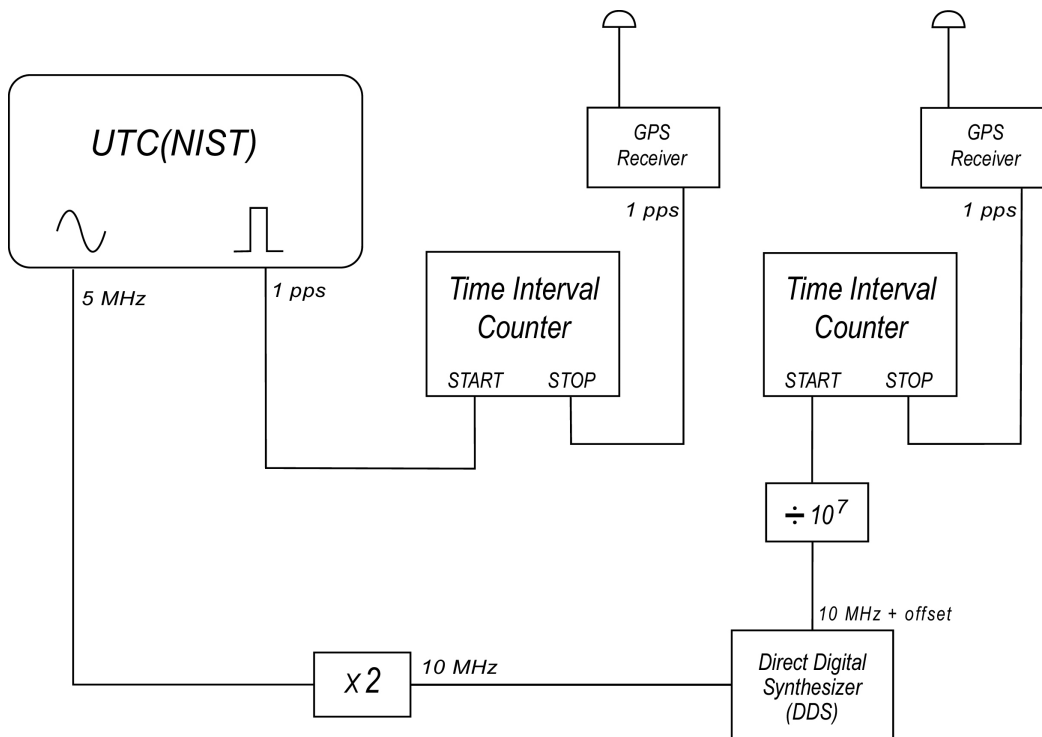 UTC(NIST)
5 MHz
1 pps
GPS
Receiver
1 pps
Time Interval
Counter
START STOP
GPS
Receiver
1 pps
Time Interval
Counter
START STOP
÷ 10⁷
10 MHz + offset
X 2
10 MHz
Direct Digital
Synthesizer
(DDS)